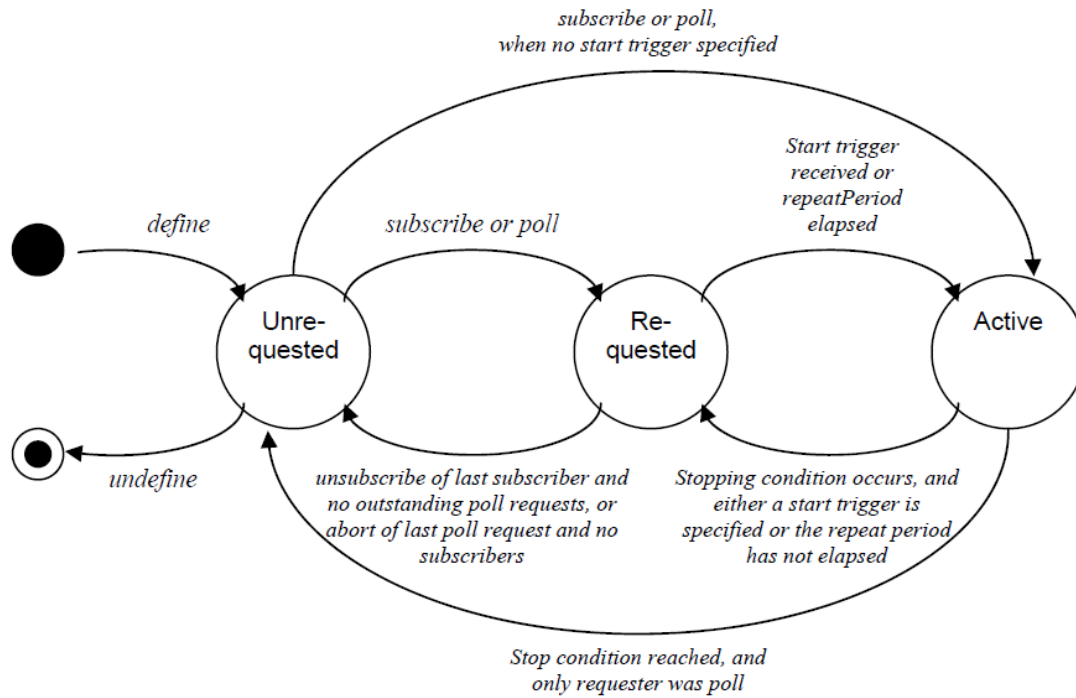 subscribe or poll,
when no start trigger specified
Start trigger
received or
repeatPeriod
elapsed
define
subscribe or poll
Unre-
quested
Re-
quested
Active
undefine
unsubscribe of last subscriber and
no outstanding poll requests, or
abort of last poll request and no
subscribers
Stopping condition occurs, and
either a start trigger is
specified or the repeat period
has not elapsed
Stop condition reached, and
only requester was poll